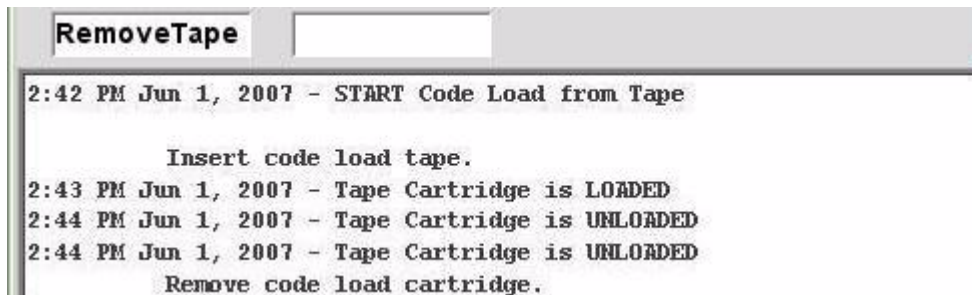 RemoveTape
2:42 PM Jun 1, 2007 - START Code Load from Tape
Insert code load tape.
2:43 PM Jun 1, 2007 - Tape Cartridge is LOADED
2:44 PM Jun 1, 2007 - Tape Cartridge is UNLOADED
2:44 PM Jun 1, 2007 - Tape Cartridge is UNLOADED
Remove code load cartridge.